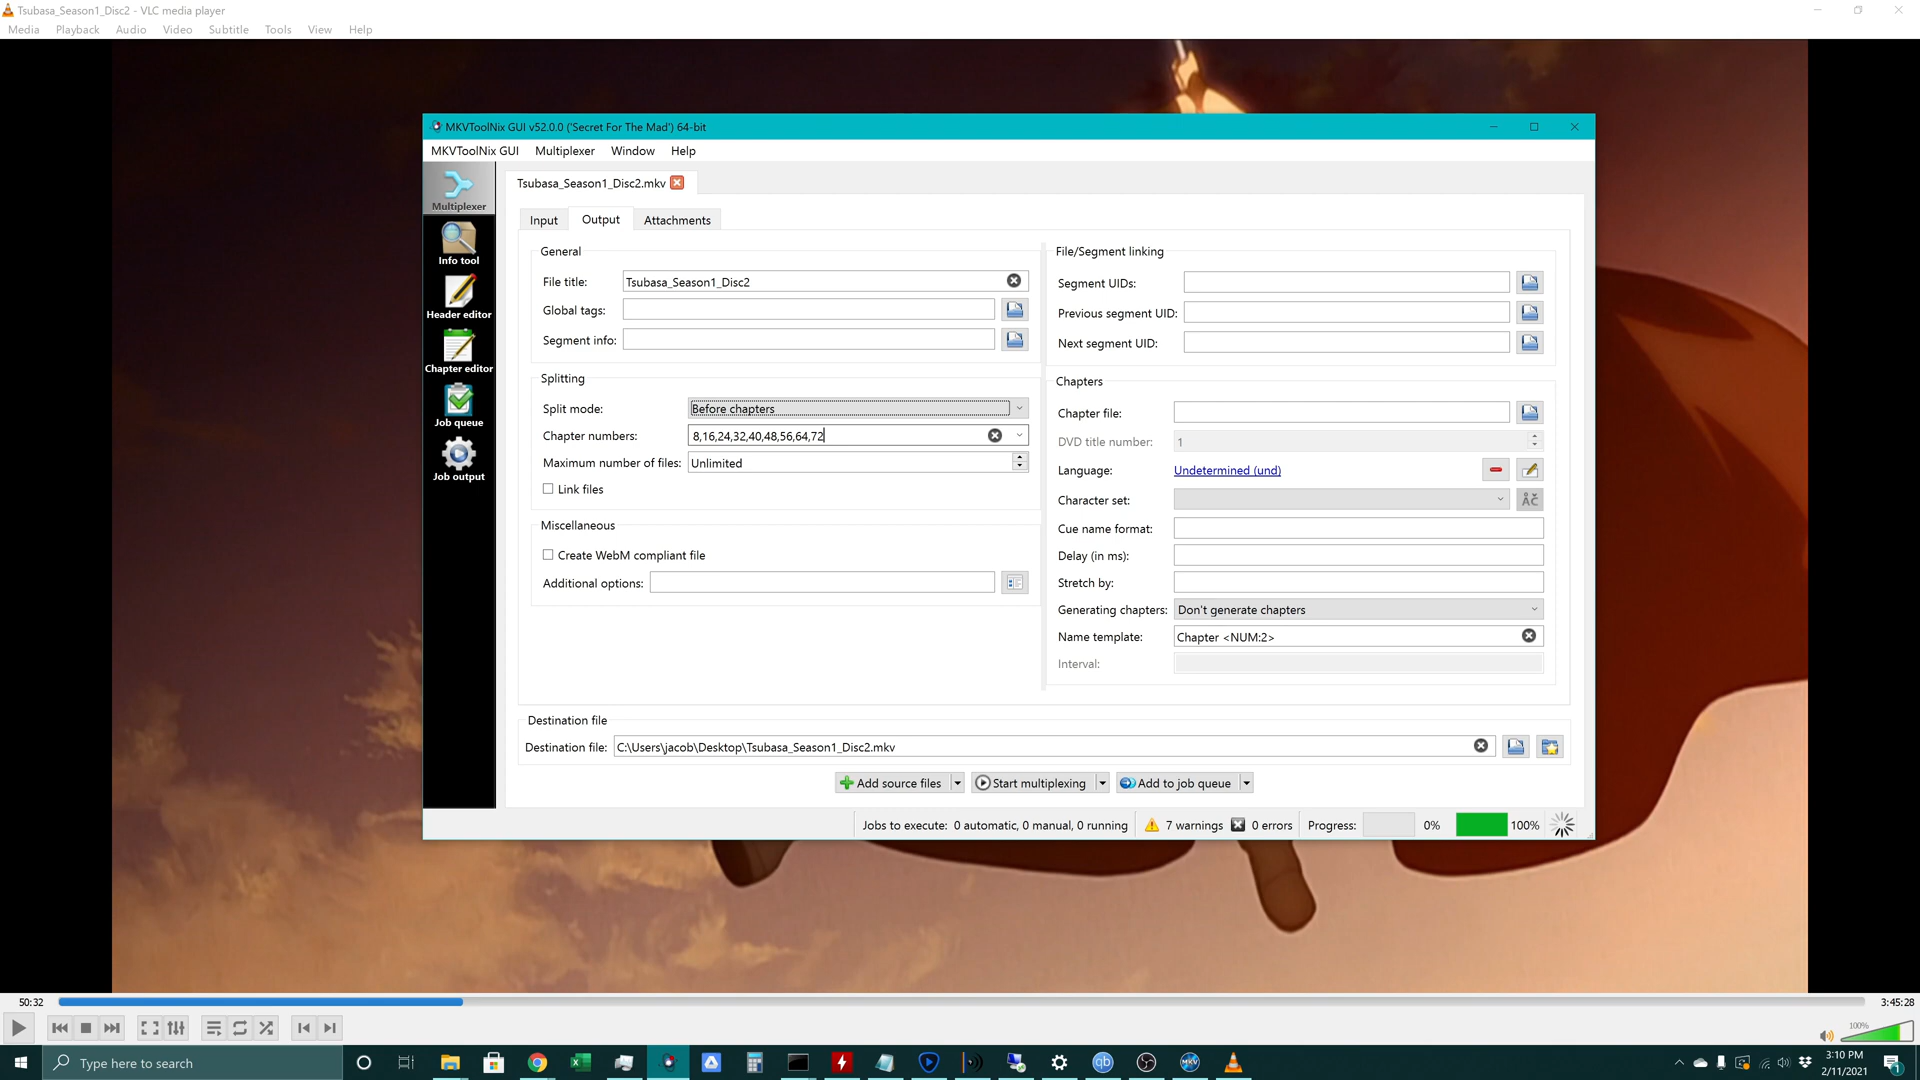 Tsubasa_Season1_Disc2 - VLC media player
Media Playback Audio Video Subtitle Tools View Help
MKVToolNix GUI v52.0.0 ('Secret For The Mad') 64-bit
MKVToolNix GUI Multiplexer Window Help
Multiplexer
Info tool
Header editor
Chapter editor
Job queue
Job output
Tsubasa_Season1_Disc2.mkv
Input Output Attachments
General
File title: Tsubasa_Season1_Disc2
Global tags:
Segment info:
Splitting
Split mode: Before chapters
Chapter numbers: 8,16,24,32,40,48,56,64,72
Maximum number of files: Unlimited
Link files
Miscellaneous
Create WebM compliant file
Additional options:
File/Segment linking
Segment UIDs:
Previous segment UID:
Next segment UID:
Chapters
Chapter file:
DVD title number: 1
Language: Undetermined (und)
Character set:
Cue name format:
Delay (in ms):
Stretch by:
Generating chapters: Don't generate chapters
Name template: Chapter <NUM:2>
Interval:
Destination file
Destination file: C:\Users\jacob\Desktop\Tsubasa_Season1_Disc2.mkv
Add source files Start multiplexing Add to job queue
Jobs to execute: 0 automatic, 0 manual, 0 running 7 warnings 0 errors Progress: 0% 100%
50:32 3:45:28
100%
Type here to search
3:10 PM
2/11/2021